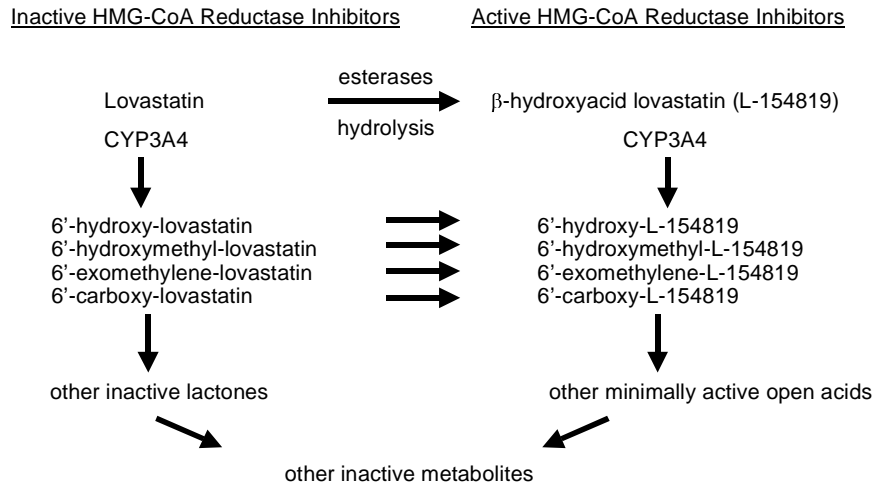 Inactive HMG-CoA Reductase Inhibitors
Active HMG-CoA Reductase Inhibitors
esterases
Lovastatin
β-hydroxyacid lovastatin (L-154819)
hydrolysis
CYP3A4
CYP3A4
6’-hydroxy-lovastatin
6’-hydroxymethyl-lovastatin
6’-exomethylene-lovastatin
6’-carboxy-lovastatin
6’-hydroxy-L-154819
6’-hydroxymethyl-L-154819
6’-exomethylene-L-154819
6’-carboxy-L-154819
other inactive lactones
other minimally active open acids
other inactive metabolites